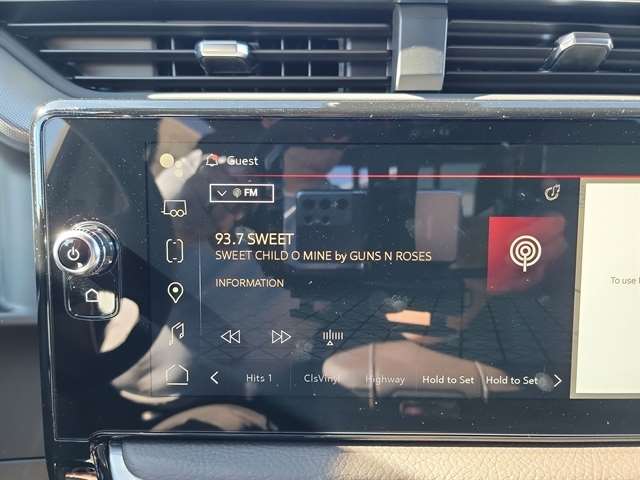 Guest
FM
93.7 SWEET
SWEET CHILD O MINE by GUNS N ROSES
INFORMATION
Hits 1 ClsVinyl Highway Hold to Set Hold to Set
To use